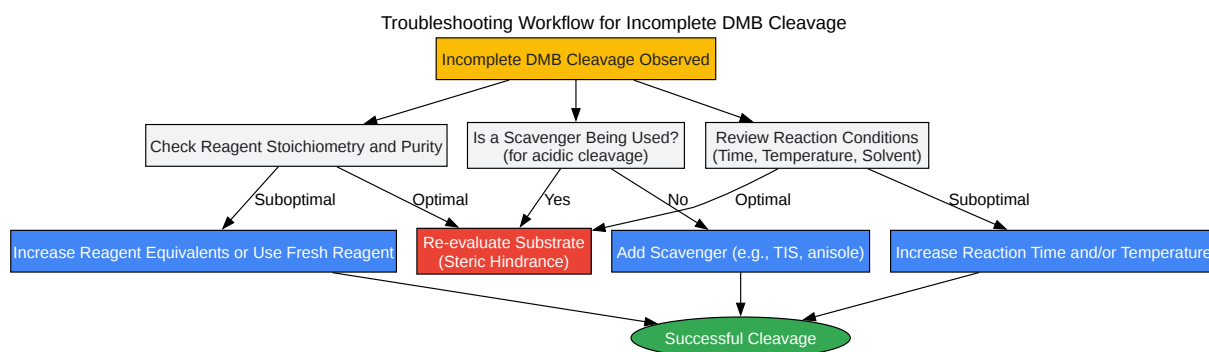 Troubleshooting Workflow for Incomplete DMB Cleavage
Incomplete DMB Cleavage Observed
Check Reagent Stoichiometry and Purity
Is a Scavenger Being Used?
(for acidic cleavage)
Review Reaction Conditions
(Time, Temperature, Solvent)
Suboptimal
Optimal
Yes
No
Optimal
Suboptimal
Increase Reagent Equivalents or Use Fresh Reagent
Re-evaluate Substrate
(Steric Hindrance)
Add Scavenger (e.g., TIS, anisole)
Increase Reaction Time and/or Temperature
Successful Cleavage